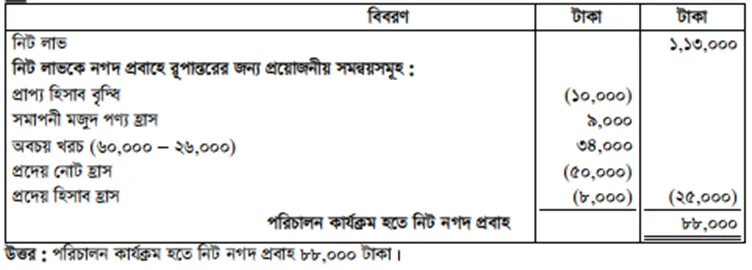 বিবরণ টাকা টাকা
নিট লাভ ১,১৩,০০০
নিট লাভকে নগদ প্রবাহে রূপান্তরের জন্য প্রয়োজনীয় সমন্বয়সমূহ :
প্রাপ্য হিসাব বৃদ্ধি (১০,০০০)
সমাপনী মজুদ পণ্য হ্রাস ৯,০০০
অবচয় খরচ (৬০,০০০ – ২৬,০০০) ৩৪,০০০
প্রদেয় নোট হ্রাস (৫০,০০০)
প্রদেয় হিসাব হ্রাস (৮,০০০) (২৫,০০০)
পরিচালন কার্যক্রম হতে নিট নগদ প্রবাহ ৮৮,০০০
উত্তর : পরিচালন কার্যক্রম হতে নিট নগদ প্রবাহ ৮৮,০০০ টাকা।